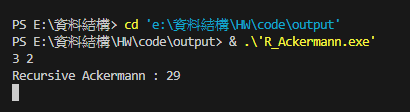 PS E:\資料結構> cd 'e:\資料結構\HW\code\output'
PS E:\資料結構\HW\code\output> & .\'R_Ackermann.exe'
3 2
Recursive Ackermann : 29